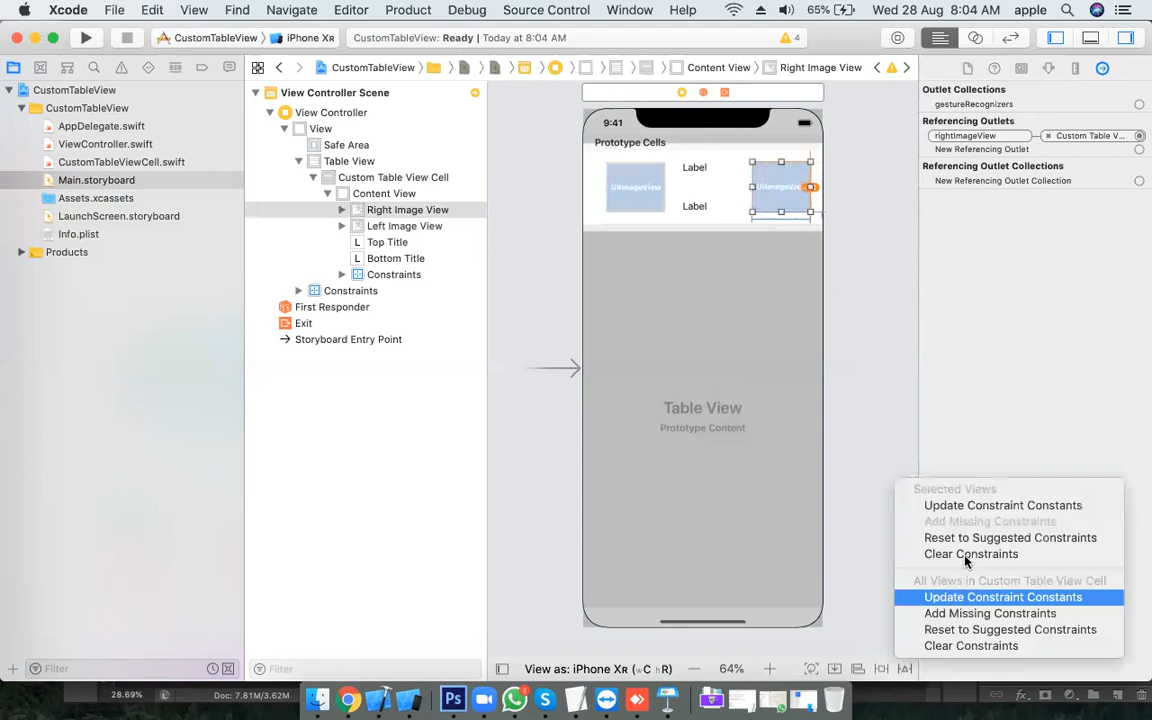 Xcode File Edit View Find Navigate Editor Product Debug Source Control Window Help 65% Wed 28 Aug 8:04 AM apple
CustomTableView iPhone XR CustomTableView: Ready | Today at 8:04 AM 4
CustomTableView Content View Right Image View
CustomTableView
CustomTableView
AppDelegate.swift
ViewController.swift
CustomTableViewCell.swift
Main.storyboard
Assets.xcassets
LaunchScreen.storyboard
Info.plist
Products
Filter
View Controller Scene
View Controller
View
Safe Area
Table View
Custom Table View Cell
Content View
Right Image View
Left Image View
L Top Title
L Bottom Title
Constraints
Constraints
First Responder
Exit
Storyboard Entry Point
Filter
9:41
Prototype Cells
UIImageView
Label
Label
UIImageView
Table View
Prototype Content
View as: iPhone XR (wC hR) 64%
Outlet Collections
gestureRecognizers
Referencing Outlets
rightImageView Custom Table V...
New Referencing Outlet
Referencing Outlet Collections
New Referencing Outlet Collection
Selected Views
Update Constraint Constants
Add Missing Constraints
Reset to Suggested Constraints
Clear Constraints
All Views in Custom Table View Cell
Update Constraint Constants
Add Missing Constraints
Reset to Suggested Constraints
Clear Constraints
28.69% Doc: 7.81M/3.62M
fx
Ps